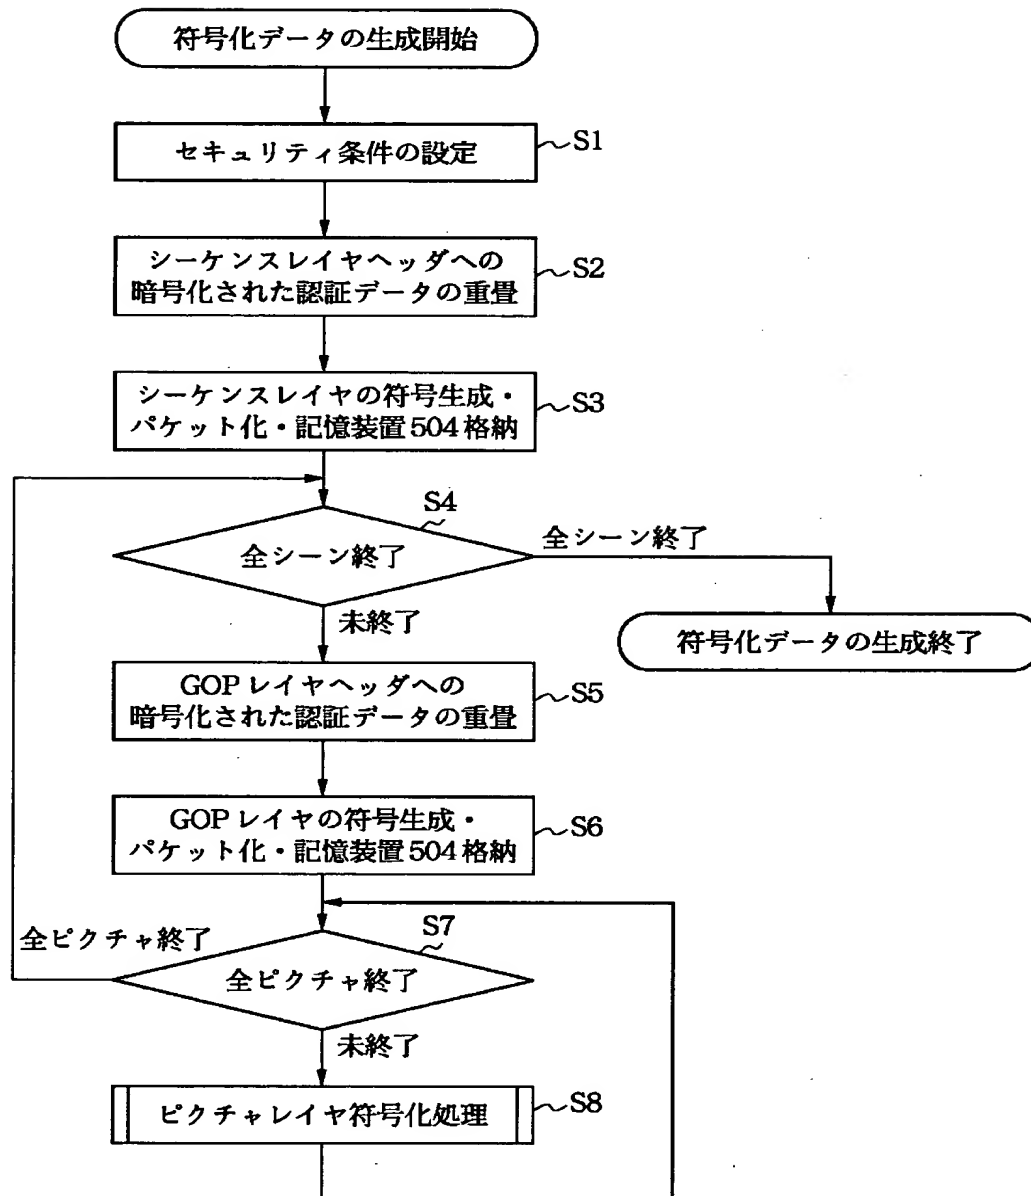 符号化データの生成開始
セキュリティ条件の設定
S1
シーケンスレイヤヘッダへの
暗号化された認証データの重畳
S2
シーケンスレイヤの符号生成・
パケット化・記憶装置504格納
S3
S4
全シーン終了
全シーン終了
未終了
符号化データの生成終了
GOPレイヤヘッダへの
暗号化された認証データの重畳
S5
GOPレイヤの符号生成・
パケット化・記憶装置504格納
S6
S7
全ピクチャ終了
全ピクチャ終了
未終了
ピクチャレイヤ符号化処理
S8